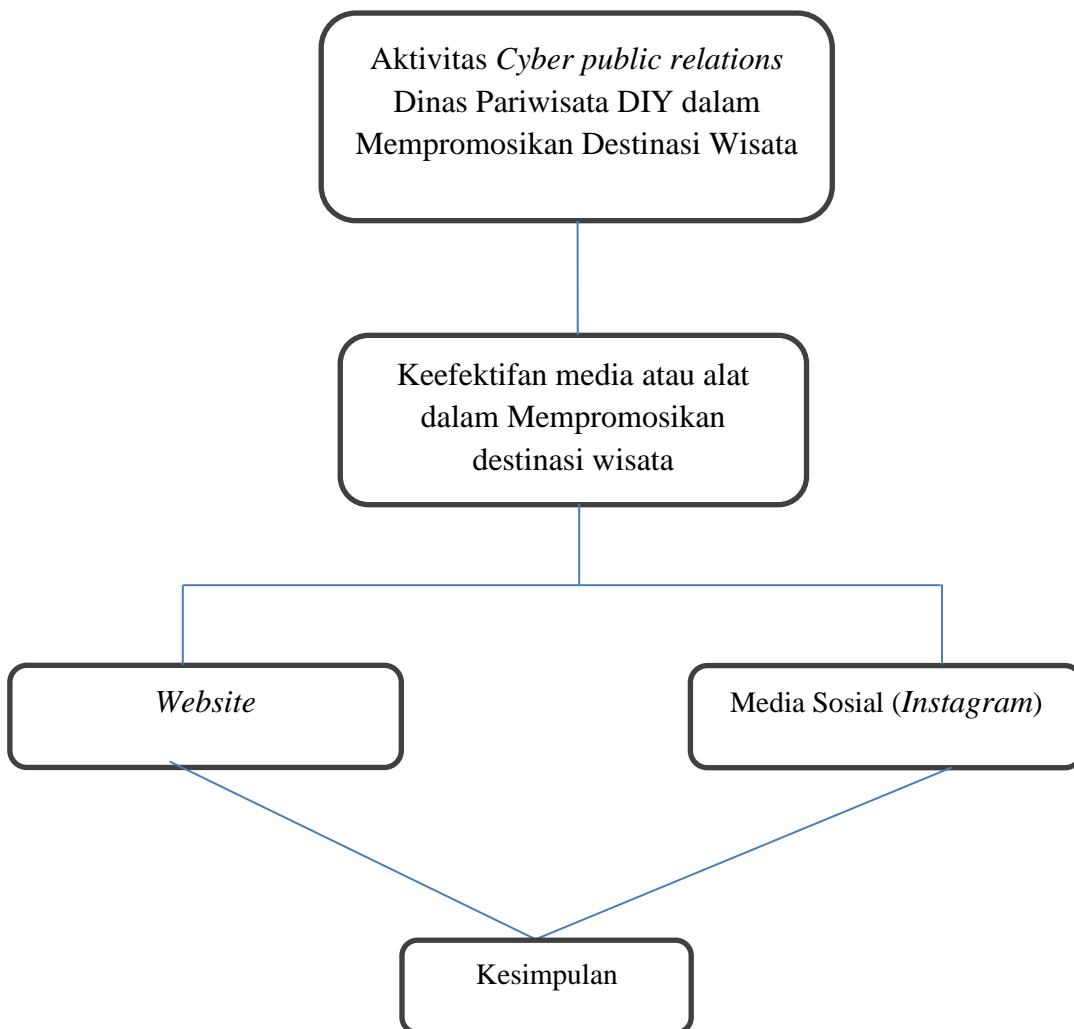 Aktivitas Cyber public relations
Dinas Pariwisata DIY dalam
Mempromosikan Destinasi Wisata
Keefektifan media atau alat
dalam Mempromosikan
destinasi wisata
Website
Media Sosial (Instagram)
Kesimpulan